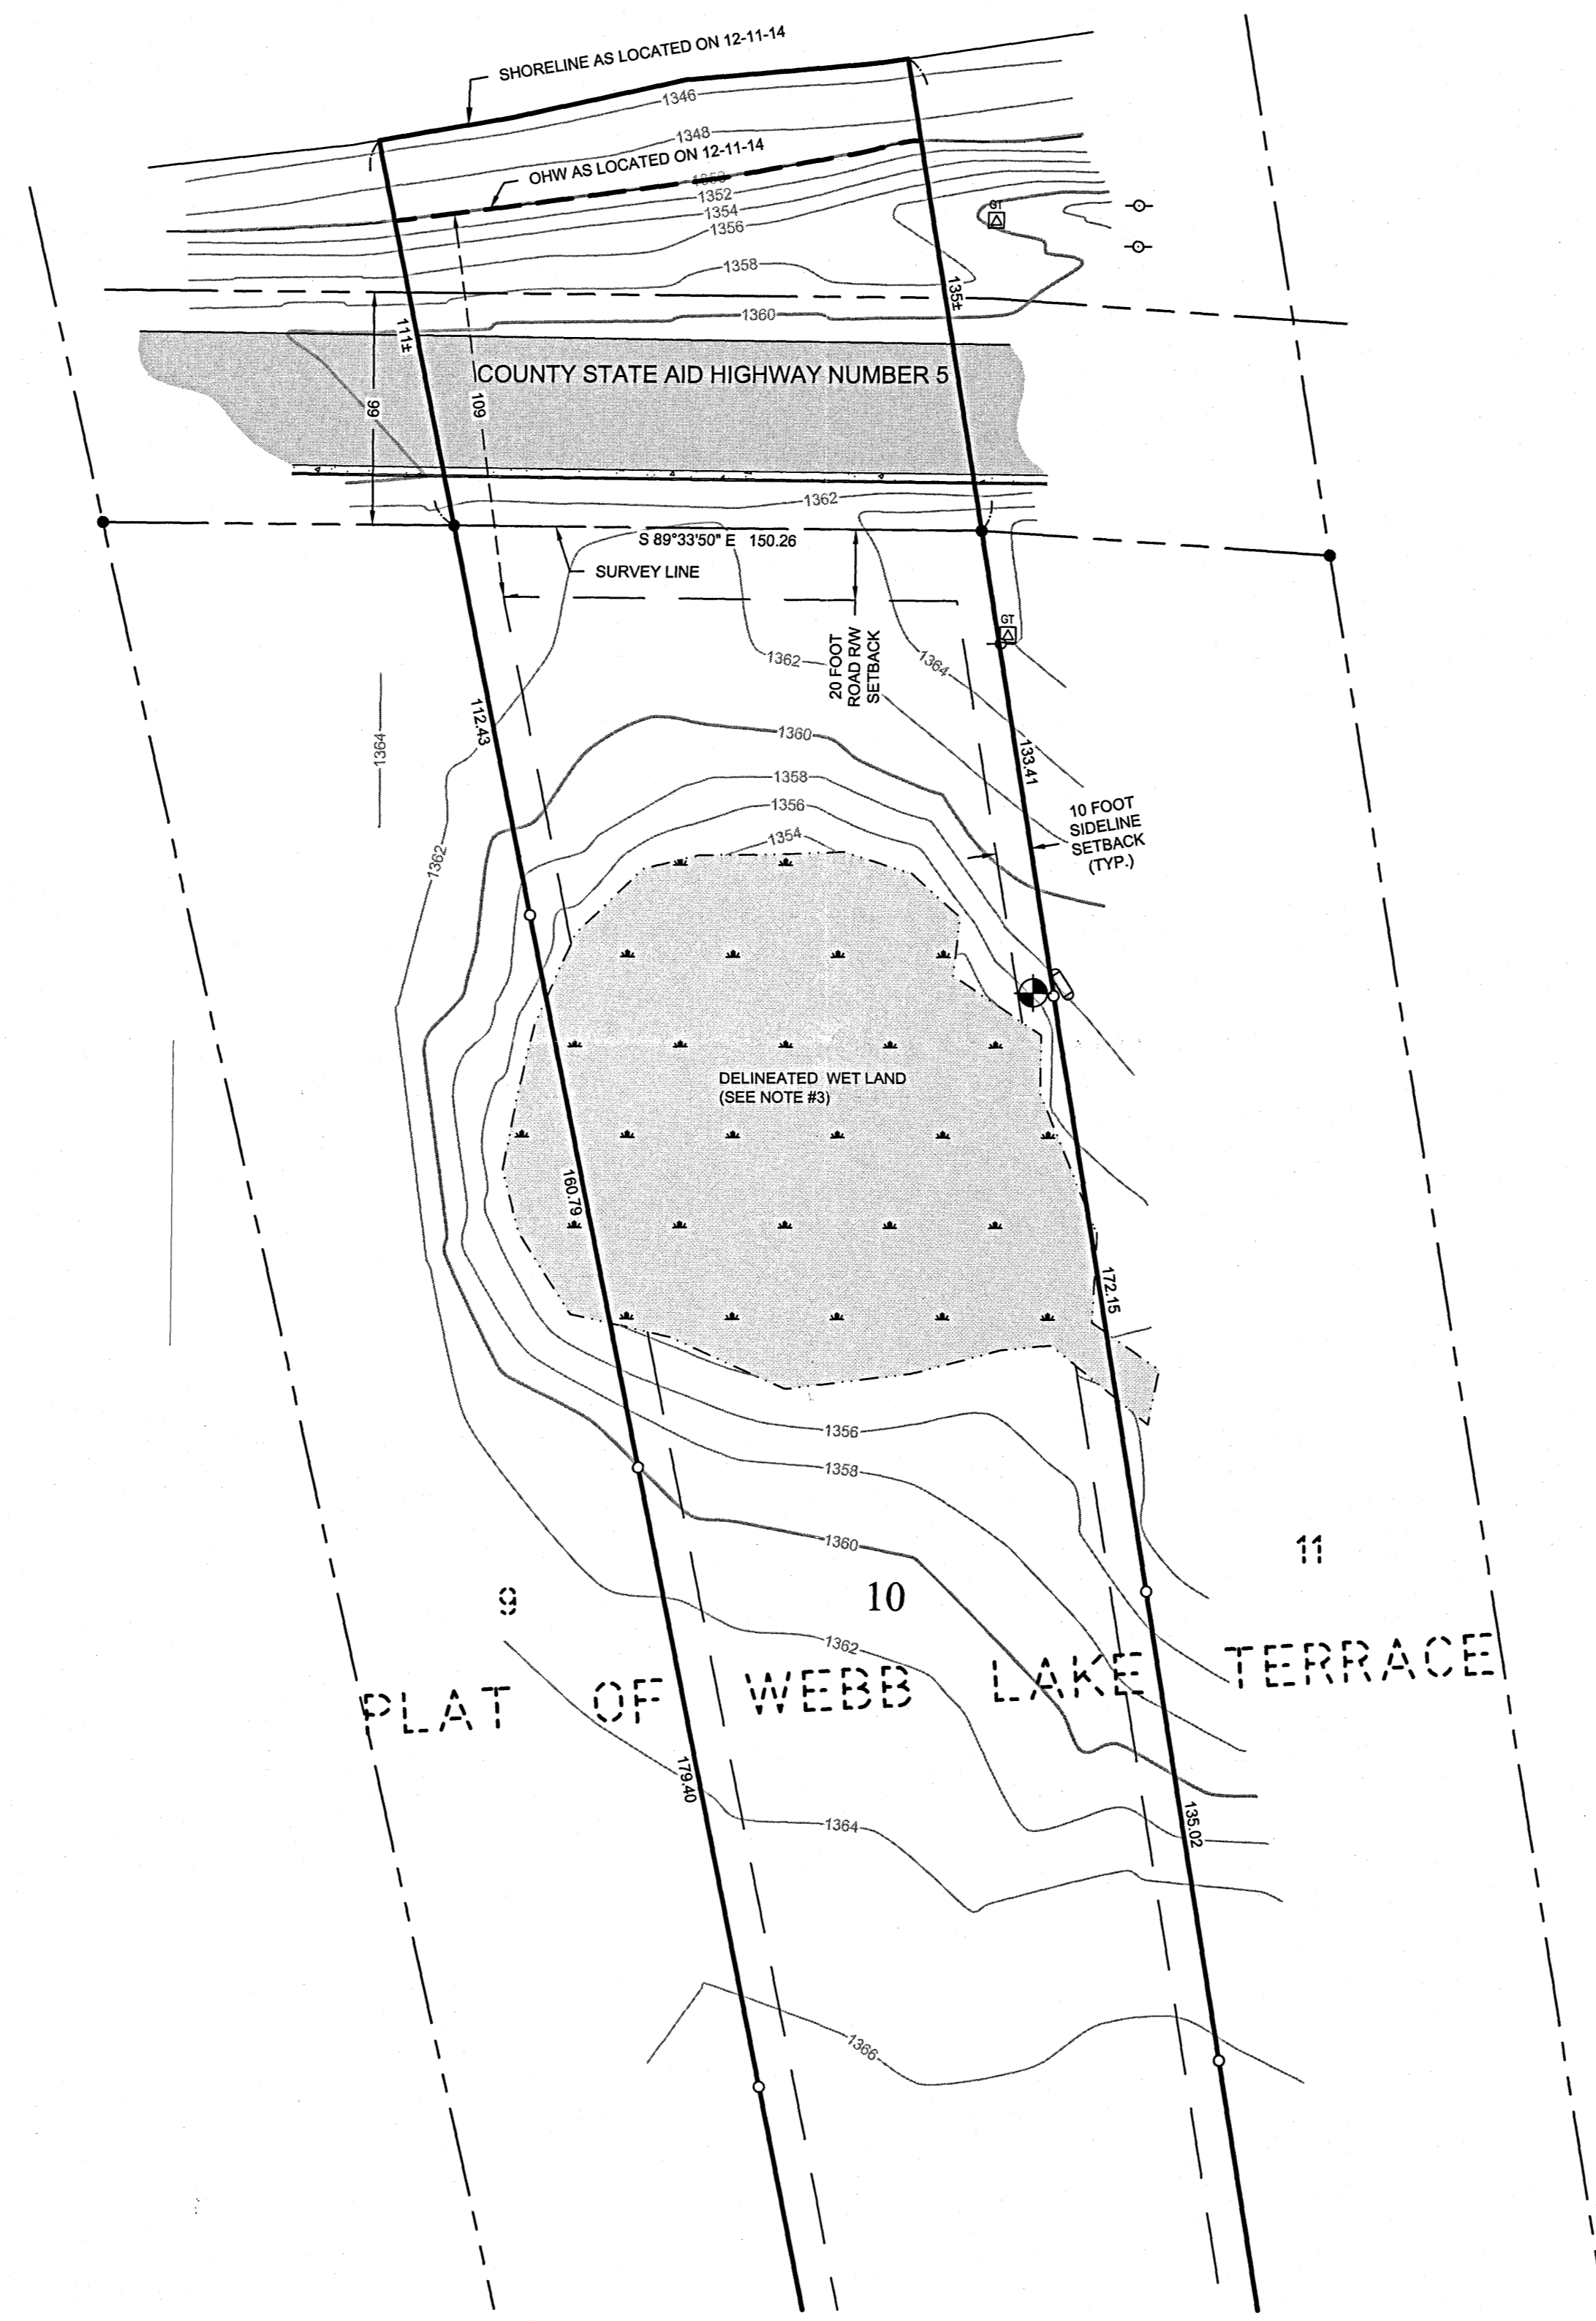 SHORELINE AS LOCATED ON 12-11-14
1346
1348
OHW AS LOCATED ON 12-11-14
1352
1354
1356
GT
1358
135±
1360
111±
COUNTY STATE AID HIGHWAY NUMBER 5
66
109
1362
S 89°33'50" E 150.26
SURVEY LINE
GT
20 FOOT
ROAD R/W
SETBACK
1362
1364
112.43
1364
1360
133.41
1358
1356
10 FOOT
SIDELINE
SETBACK
(TYP.)
1354
1362
DELINEATED WET LAND
(SEE NOTE #3)
160.79
172.15
1356
1358
1360
11
9
10
1362
PLAT OF WEBB LAKE TERRACE
179.40
1364
135.02
1366